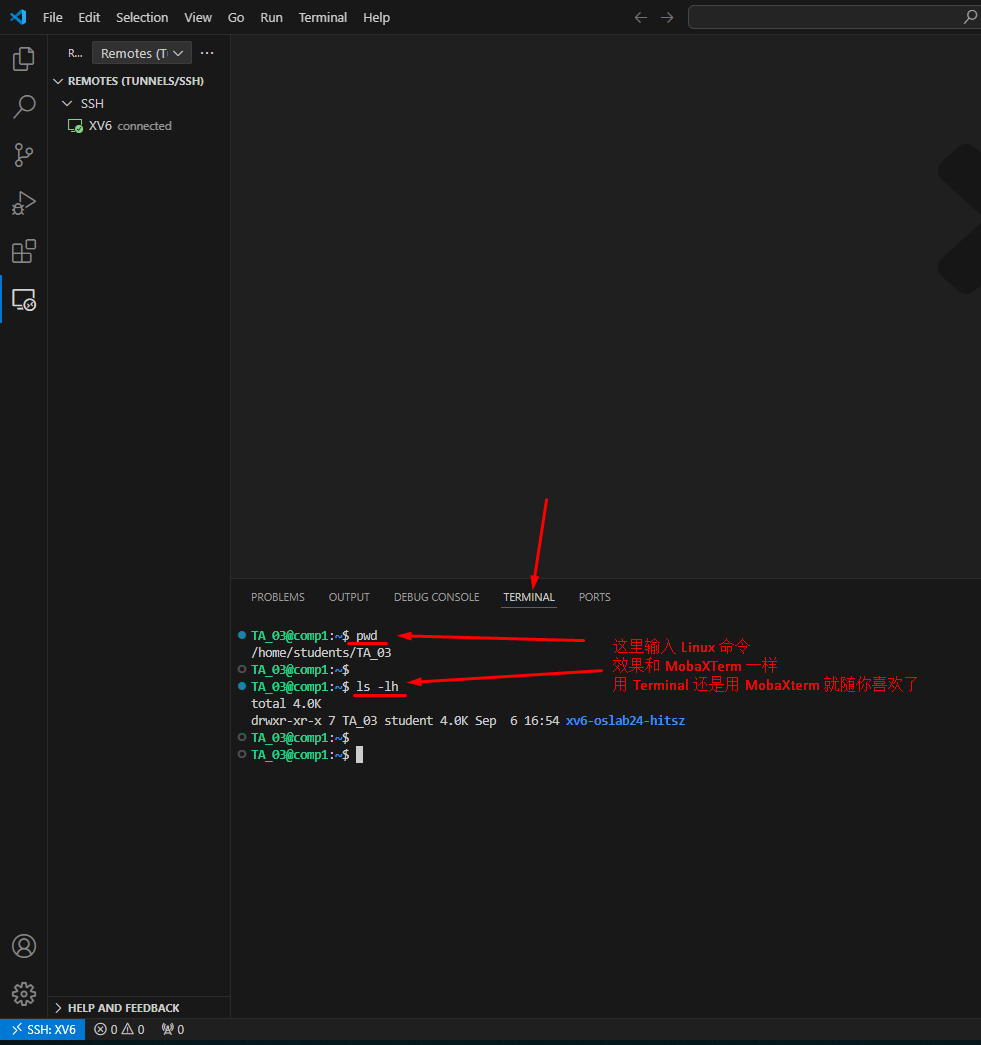 File Edit Selection View Go Run Terminal Help
R... Remotes (T
REMOTES (TUNNELS/SSH)
SSH
XV6 connected
PROBLEMS OUTPUT DEBUG CONSOLE TERMINAL PORTS
TA_03@comp1:~$ pwd
/home/students/TA_03
TA_03@comp1:~$
TA_03@comp1:~$ ls -lh
total 4.0K
drwxr-xr-x 7 TA_03 student 4.0K Sep  6 16:54 xv6-oslab24-hitsz
TA_03@comp1:~$
TA_03@comp1:~$
这里输入 Linux 命令
效果和 MobaXTerm 一样
用 Terminal 还是用 MobaXterm 就随你喜欢了
HELP AND FEEDBACK
SSH: XV6 0 0 0